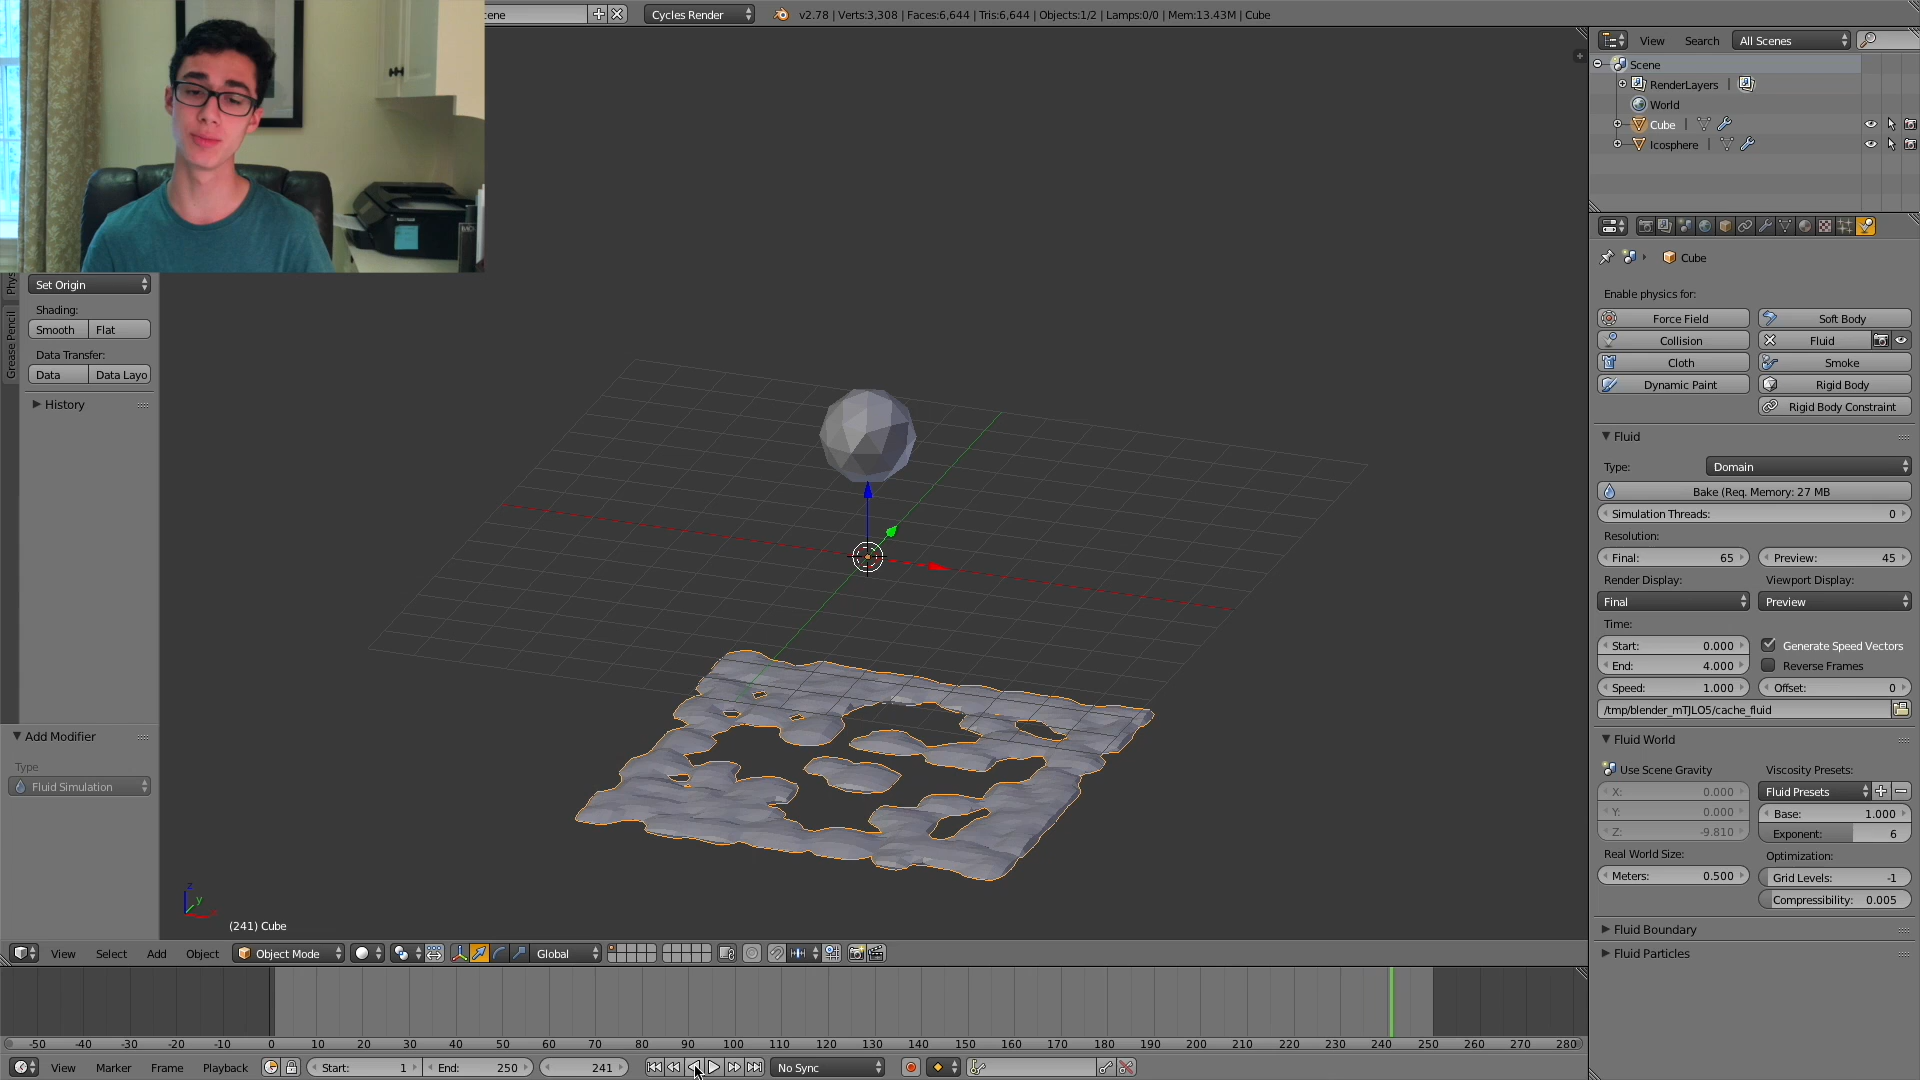 cene
Cycles Render
v2.78 | Verts:3,308 | Faces:6,644 | Tris:6,644 | Objects:1/2 | Lamps:0/0 | Mem:13.43M | Cube
View Search All Scenes
Scene
RenderLayers
World
Cube
Icosphere
Cube
Enable physics for:
Force Field Soft Body
Collision Fluid
Cloth Smoke
Dynamic Paint Rigid Body
Rigid Body Constraint
Fluid
Type: Domain
Bake (Req. Memory: 27 MB
Simulation Threads: 0
Resolution:
Final: 65 Preview: 45
Render Display: Viewport Display:
Final Preview
Time:
Start: 0.000 Generate Speed Vectors
End: 4.000 Reverse Frames
Speed: 1.000 Offset: 0
/tmp/blender_mTJLO5/cache_fluid
Fluid World
Use Scene Gravity Viscosity Presets:
X: 0.000 Fluid Presets
Y: 0.000 Base: 1.000
Z: -9.810 Exponent: 6
Real World Size: Optimization:
Meters: 0.500 Grid Levels: -1
Compressibility: 0.005
Fluid Boundary
Fluid Particles
Phys
Grease Pencil
Set Origin
Shading:
Smooth Flat
Data Transfer:
Data Data Layo
History
Add Modifier
Type
Fluid Simulation
z
y
(241) Cube
View Select Add Object Object Mode Global
-50 -40 -30 -20 -10 0 10 20 30 40 50 60 70 80 90 100 110 120 130 140 150 160 170 180 190 200 210 220 230 240 250 260 270 280
View Marker Frame Playback Start: 1 End: 250 241 No Sync